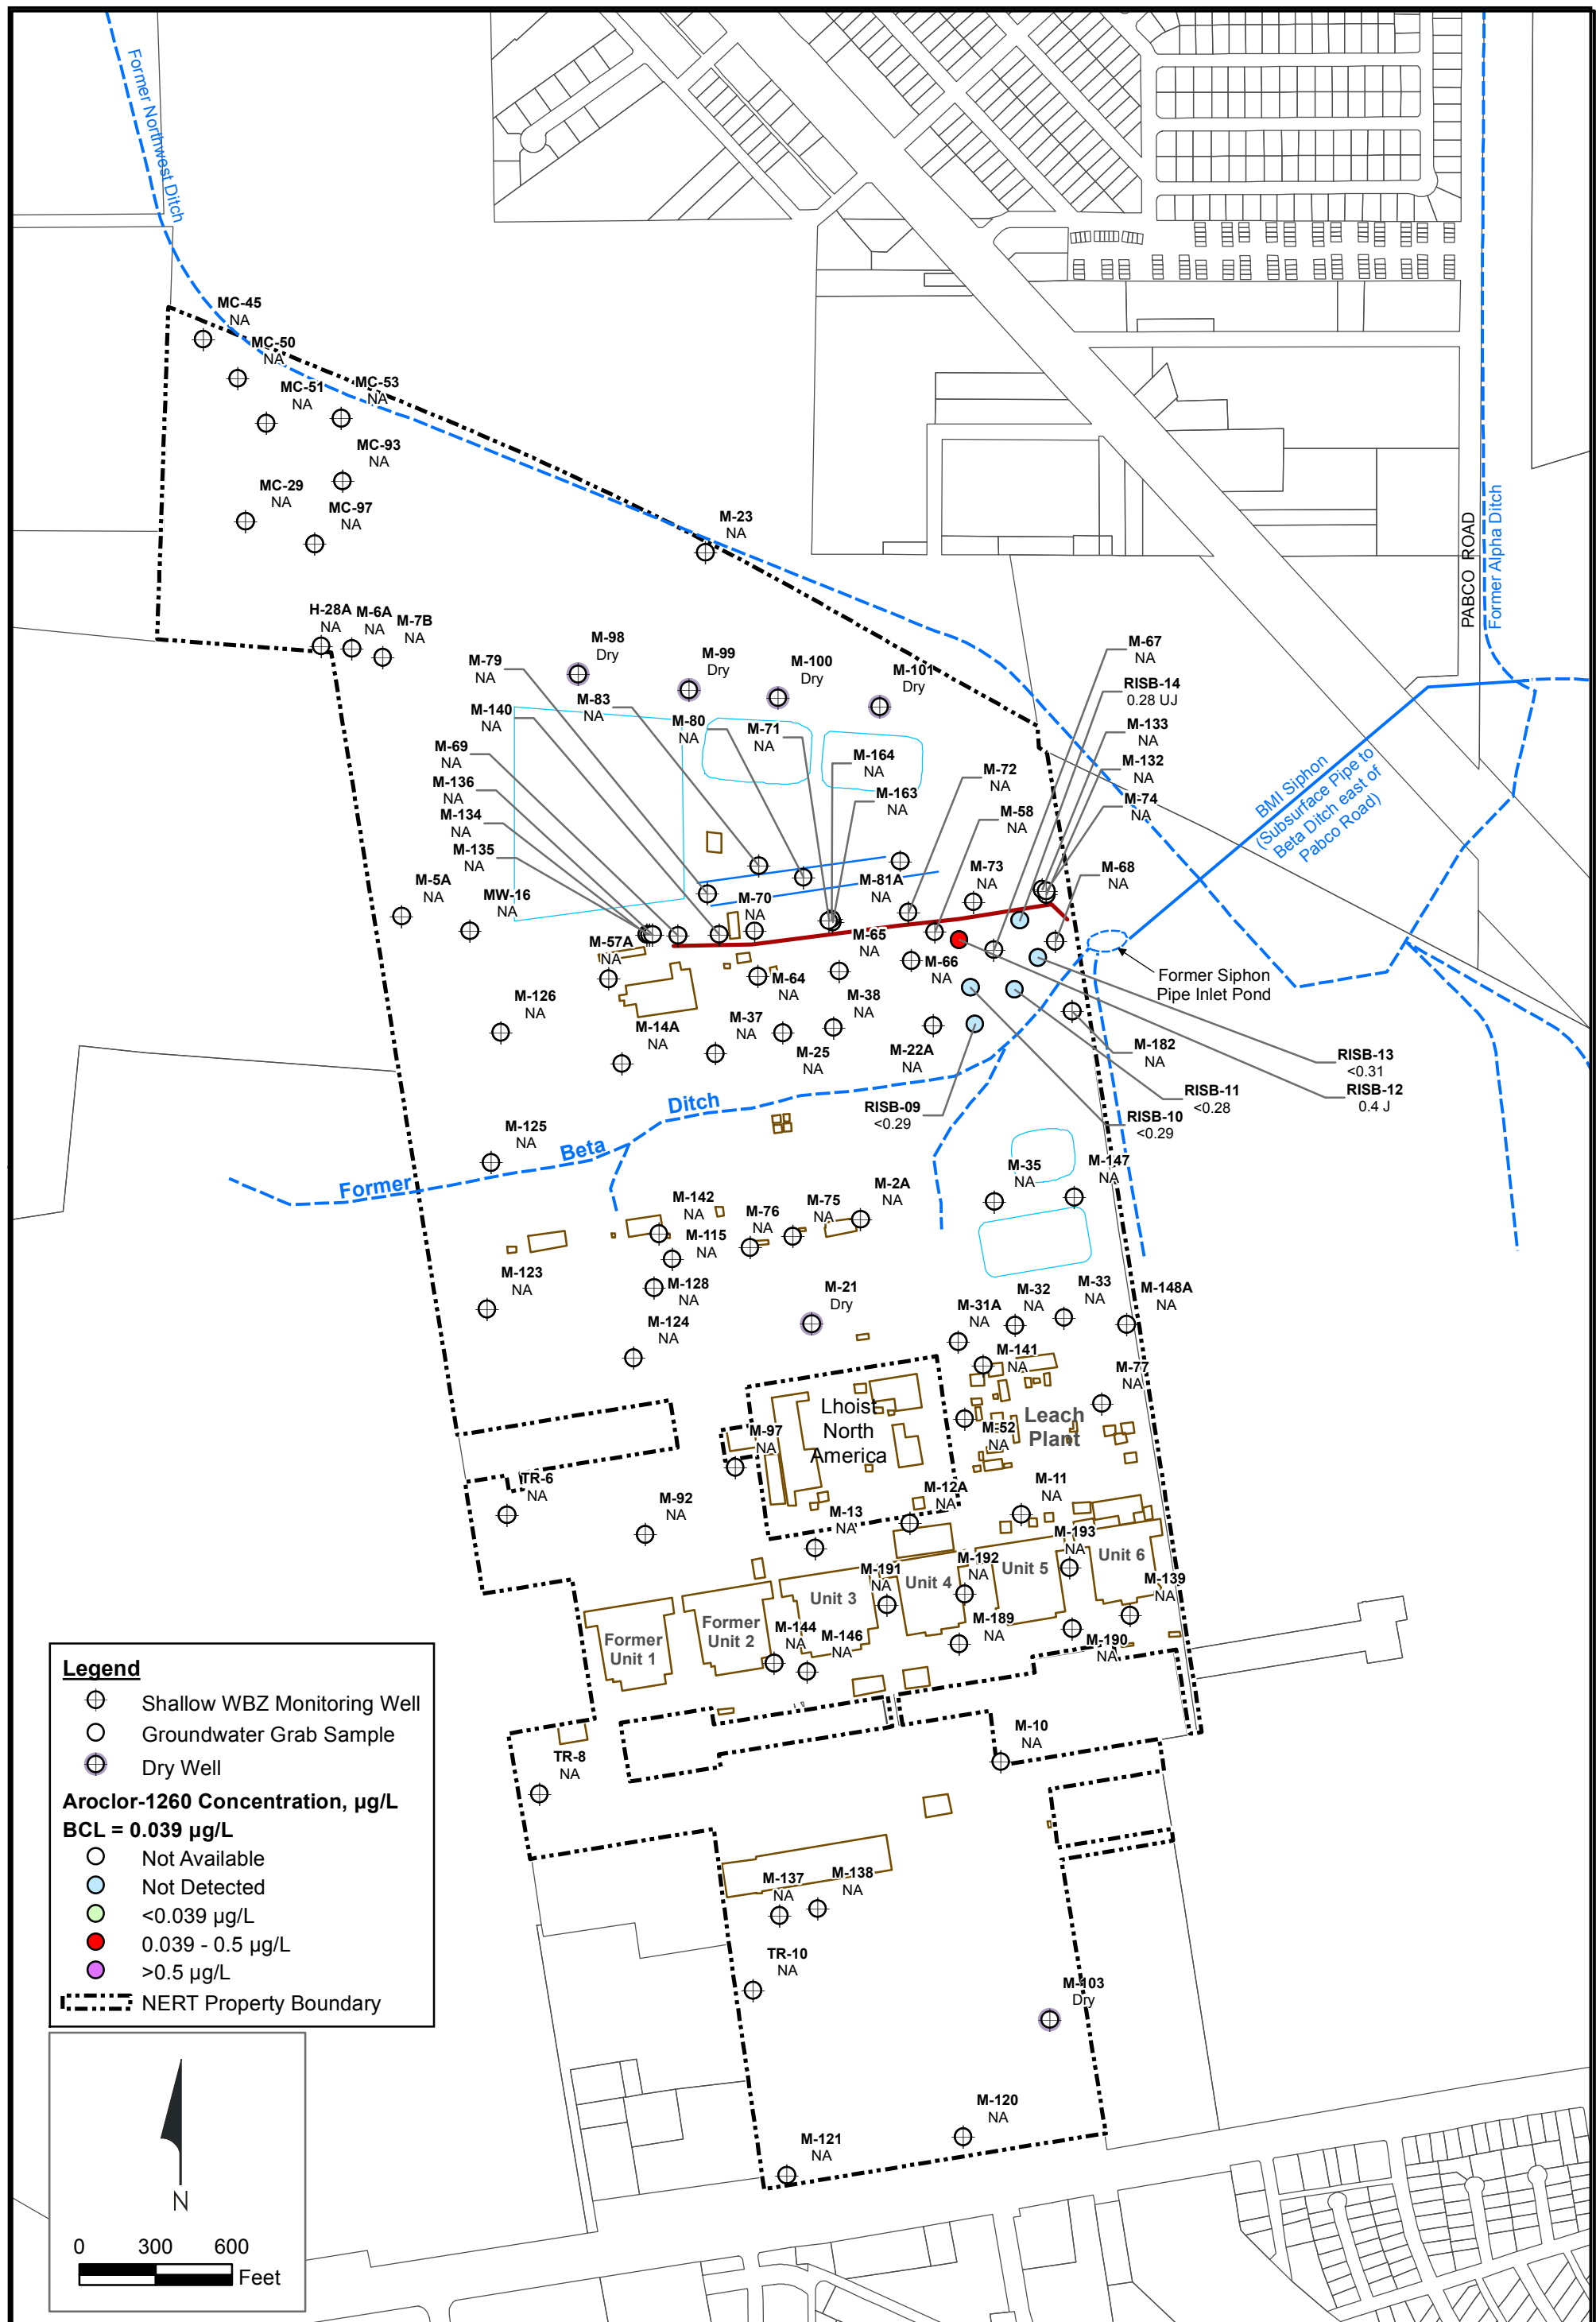 Former Northwest Ditch
MC-45
NA
MC-50
NA
MC-51
NA
MC-53
NA
MC-93
NA
MC-29
NA
MC-97
NA
M-23
NA
PABCO ROAD
Former Alpha Ditch
H-28A
NA
M-6A
NA
M-7B
NA
M-98
Dry
M-99
Dry
M-100
Dry
M-101
Dry
M-67
NA
RISB-14
0.28 UJ
M-133
NA
M-132
NA
M-74
NA
M-79
NA
M-83
NA
M-140
NA
M-80
NA
M-71
NA
M-164
NA
M-163
NA
M-72
NA
M-58
NA
M-69
NA
M-136
NA
M-134
NA
M-135
NA
BMI Siphon
(Subsurface Pipe to
Beta Ditch east of
Pabco Road)
M-73
NA
M-68
NA
M-81A
NA
M-5A
NA
MW-16
NA
M-70
NA
M-57A
NA
M-65
NA
M-66
NA
M-64
NA
Former Siphon
Pipe Inlet Pond
M-126
NA
M-14A
NA
M-37
NA
M-25
NA
M-38
NA
M-22A
NA
M-182
NA
RISB-13
<0.31
RISB-12
0.4 J
RISB-11
<0.28
RISB-10
<0.29
RISB-09
<0.29
Former Beta Ditch
M-125
NA
M-35
NA
M-147
NA
M-142
NA
M-115
NA
M-76
NA
M-75
NA
M-2A
NA
M-128
NA
M-123
NA
M-124
NA
M-21
Dry
M-31A
NA
M-32
NA
M-33
NA
M-148A
NA
M-141
NA
M-77
NA
Lhoist
North
America
Leach
Plant
M-52
NA
M-97
NA
TR-6
NA
M-92
NA
M-13
NA
M-12A
NA
M-11
NA
M-193
NA
M-192
NA
M-191
NA
M-139
NA
Unit 3
Unit 4
Unit 5
Unit 6
Former
Unit 1
Former
Unit 2
M-144
NA
M-146
NA
M-189
NA
M-190
NA
M-10
NA
TR-8
NA
M-137
NA
M-138
NA
TR-10
NA
M-103
Dry
M-120
NA
M-121
NA
Legend
Shallow WBZ Monitoring Well
Groundwater Grab Sample
Dry Well
Aroclor-1260 Concentration, µg/L
BCL = 0.039 µg/L
Not Available
Not Detected
<0.039 µg/L
0.039 - 0.5 µg/L
>0.5 µg/L
NERT Property Boundary
N
0 300 600
Feet